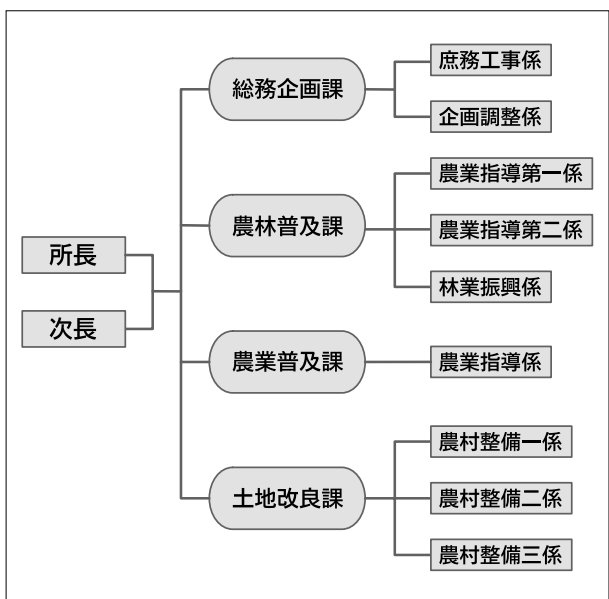 所長
次長
総務企画課
庶務工事係
企画調整係
農林普及課
農業指導第一係
農業指導第二係
林業振興係
農業普及課
農業指導係
土地改良課
農村整備一係
農村整備二係
農村整備三係